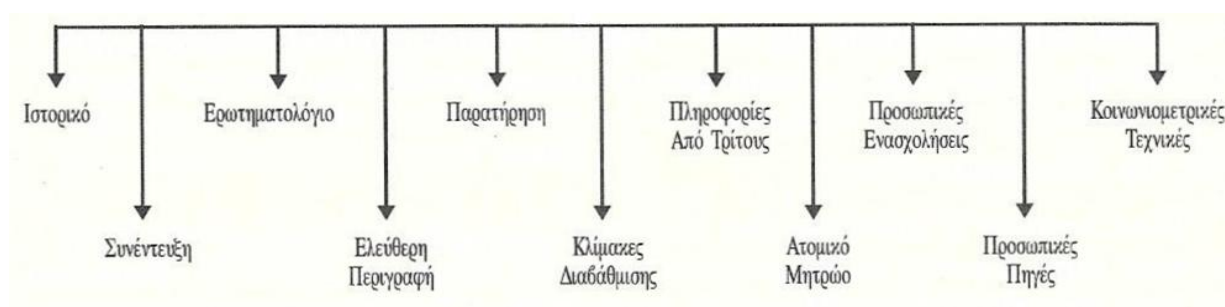 Ιστορικό
Ερωτηματολόγιο
Παρατήρηση
Πληροφορίες
Από Τρίτους
Προσωπικές
Ενασχολήσεις
Κοινωνιομετρικές
Τεχνικές
Συνέντευξη
Ελεύθερη
Περιγραφή
Κλίμακες
Διαβάθμισης
Ατομικό
Μητρώο
Προσωπικές
Πηγές